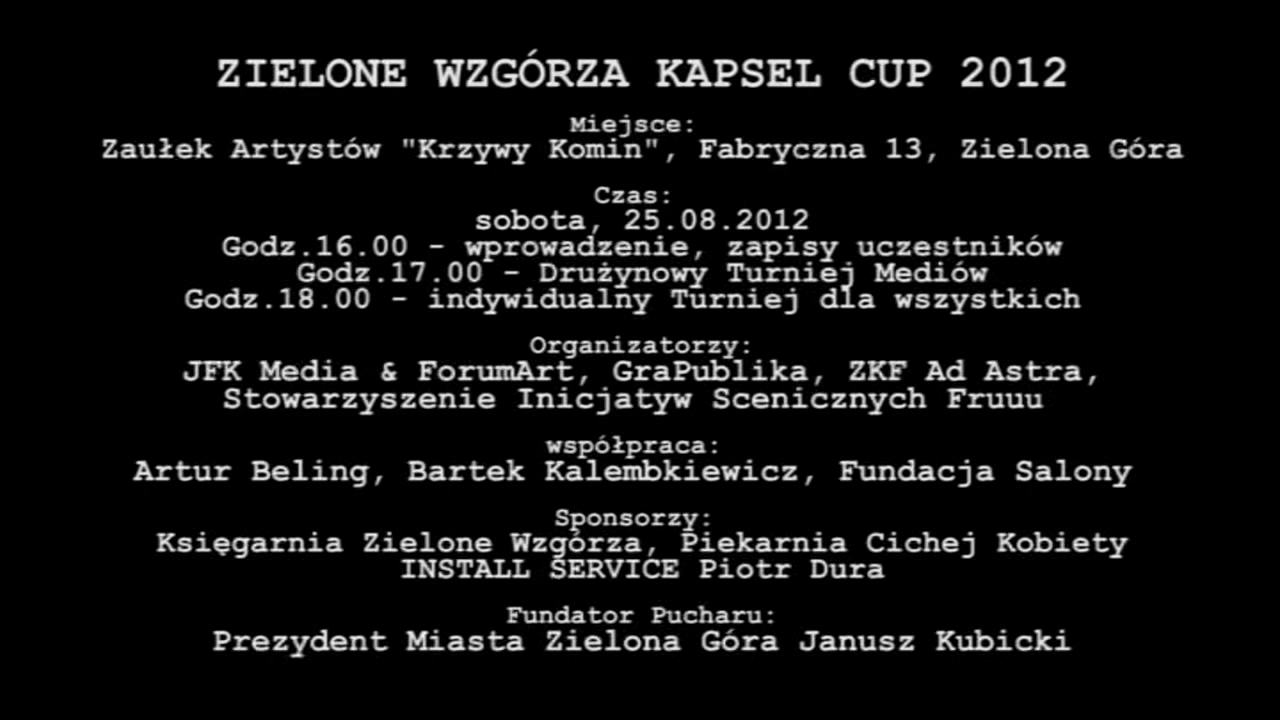 ZIELONE WZGÓRZA KAPSEL CUP 2012
Miejsce:
Zaułek Artystów "Krzywy Komin", Fabryczna 13, Zielona Góra
Czas:
sobota, 25.08.2012
Godz.16.00 - wprowadzenie, zapisy uczestników
Godz.17.00 - Drużynowy Turniej Mediów
Godz.18.00 - indywidualny Turniej dla wszystkich
Organizatorzy:
JFK Media & ForumArt, GraPublika, ZKF Ad Astra,
Stowarzyszenie Inicjatyw Scenicznych Fruuu
współpraca:
Artur Beling, Bartek Kalembkiewicz, Fundacja Salony
Sponsorzy:
Księgarnia Zielone Wzgórza, Piekarnia Cichej Kobiety
INSTALL SERVICE Piotr Dura
Fundator Pucharu:
Prezydent Miasta Zielona Góra Janusz Kubicki